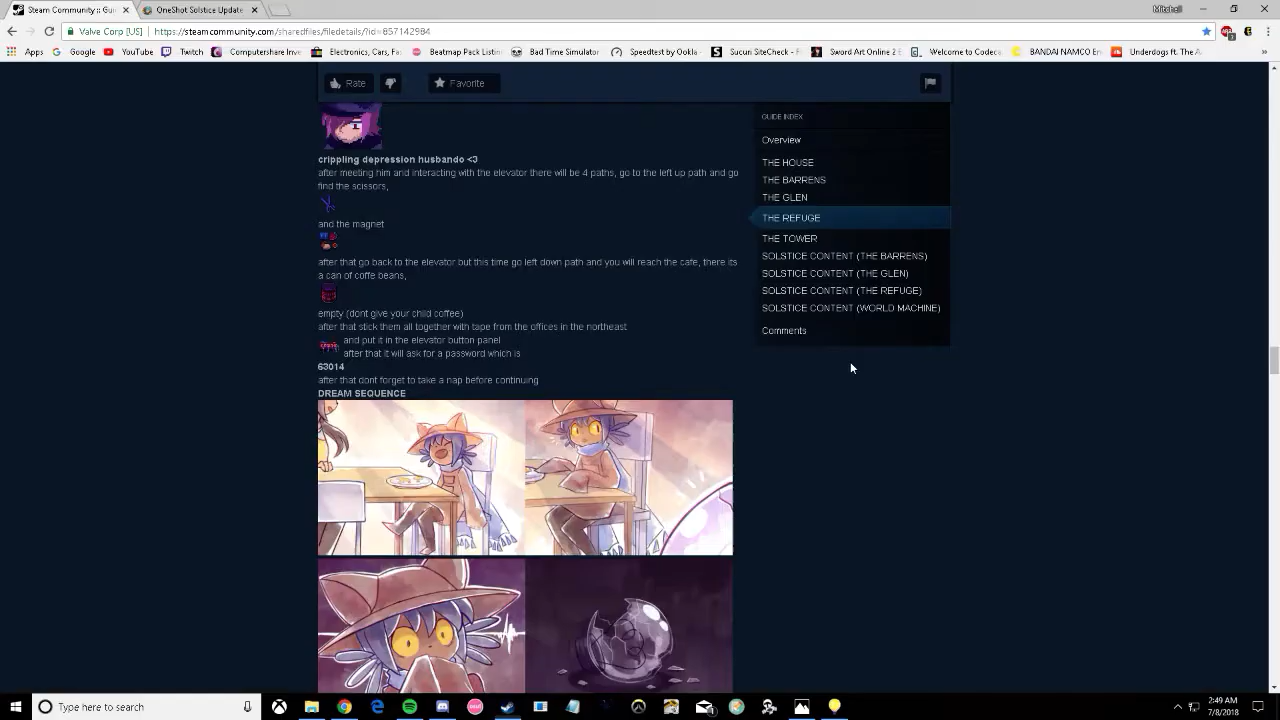 Steam Community :: Gui
OneShot Solstice Update
Mitchell
Valve Corp [US]
https://steamcommunity.com/sharedfiles/filedetails/?id=857142984
Apps
Google
YouTube
Twitch
Computershare Inve
Electronics, Cars, Fa
Beatmap Pack Listing
Bad Time Simulator
Speedtest by Ookla
Sucuri SiteCheck - F
Sword Art Online 2 E
Welcome to Codeca
BANDAI NAMCO En
Underdogs ft. The A
Rate
Favorite
crippling depression husbando <3
after meeting him and interacting with the elevator there will be 4 paths, go to the left up path and go
find the scissors,
and the magnet
after that go back to the elevator but this time go left down path and you will reach the cafe, there its
a can of coffe beans,
empty (dont give your child coffee)
after that stick them all together with tape from the offices in the northeast
and put it in the elevator button panel
after that it will ask for a password which is
63014
after that dont forget to take a nap before continuing
DREAM SEQUENCE
GUIDE INDEX
Overview
THE HOUSE
THE BARRENS
THE GLEN
THE REFUGE
THE TOWER
SOLSTICE CONTENT (THE BARRENS)
SOLSTICE CONTENT (THE GLEN)
SOLSTICE CONTENT (THE REFUGE)
SOLSTICE CONTENT (WORLD MACHINE)
Comments
Type here to search
2:49 AM
7/8/2018